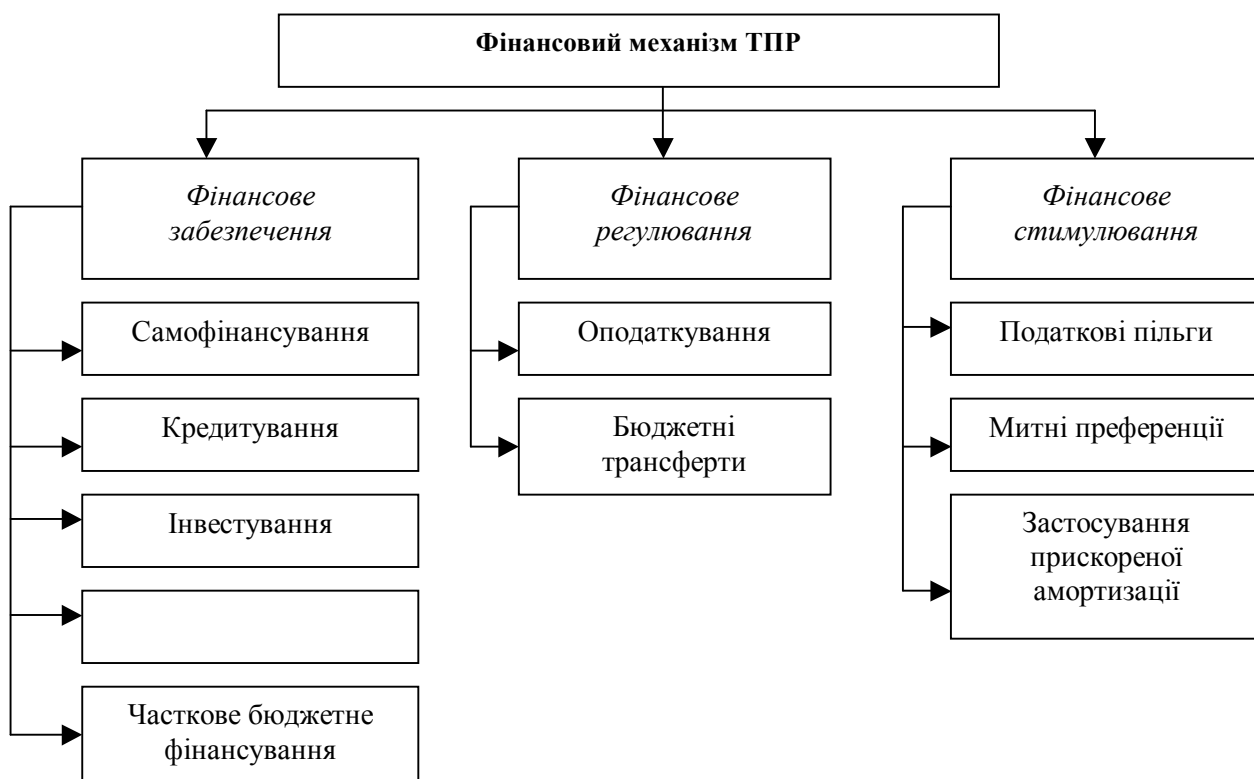 Фінансовий механізм ТПР
Фінансове
забезпечення
Самофінансування
Кредитування
Інвестування
Часткове бюджетне
фінансування
Фінансове
регулювання
Оподаткування
Бюджетні
трансферти
Фінансове
стимулювання
Податкові пільги
Митні преференції
Застосування
прискореної
амортизації